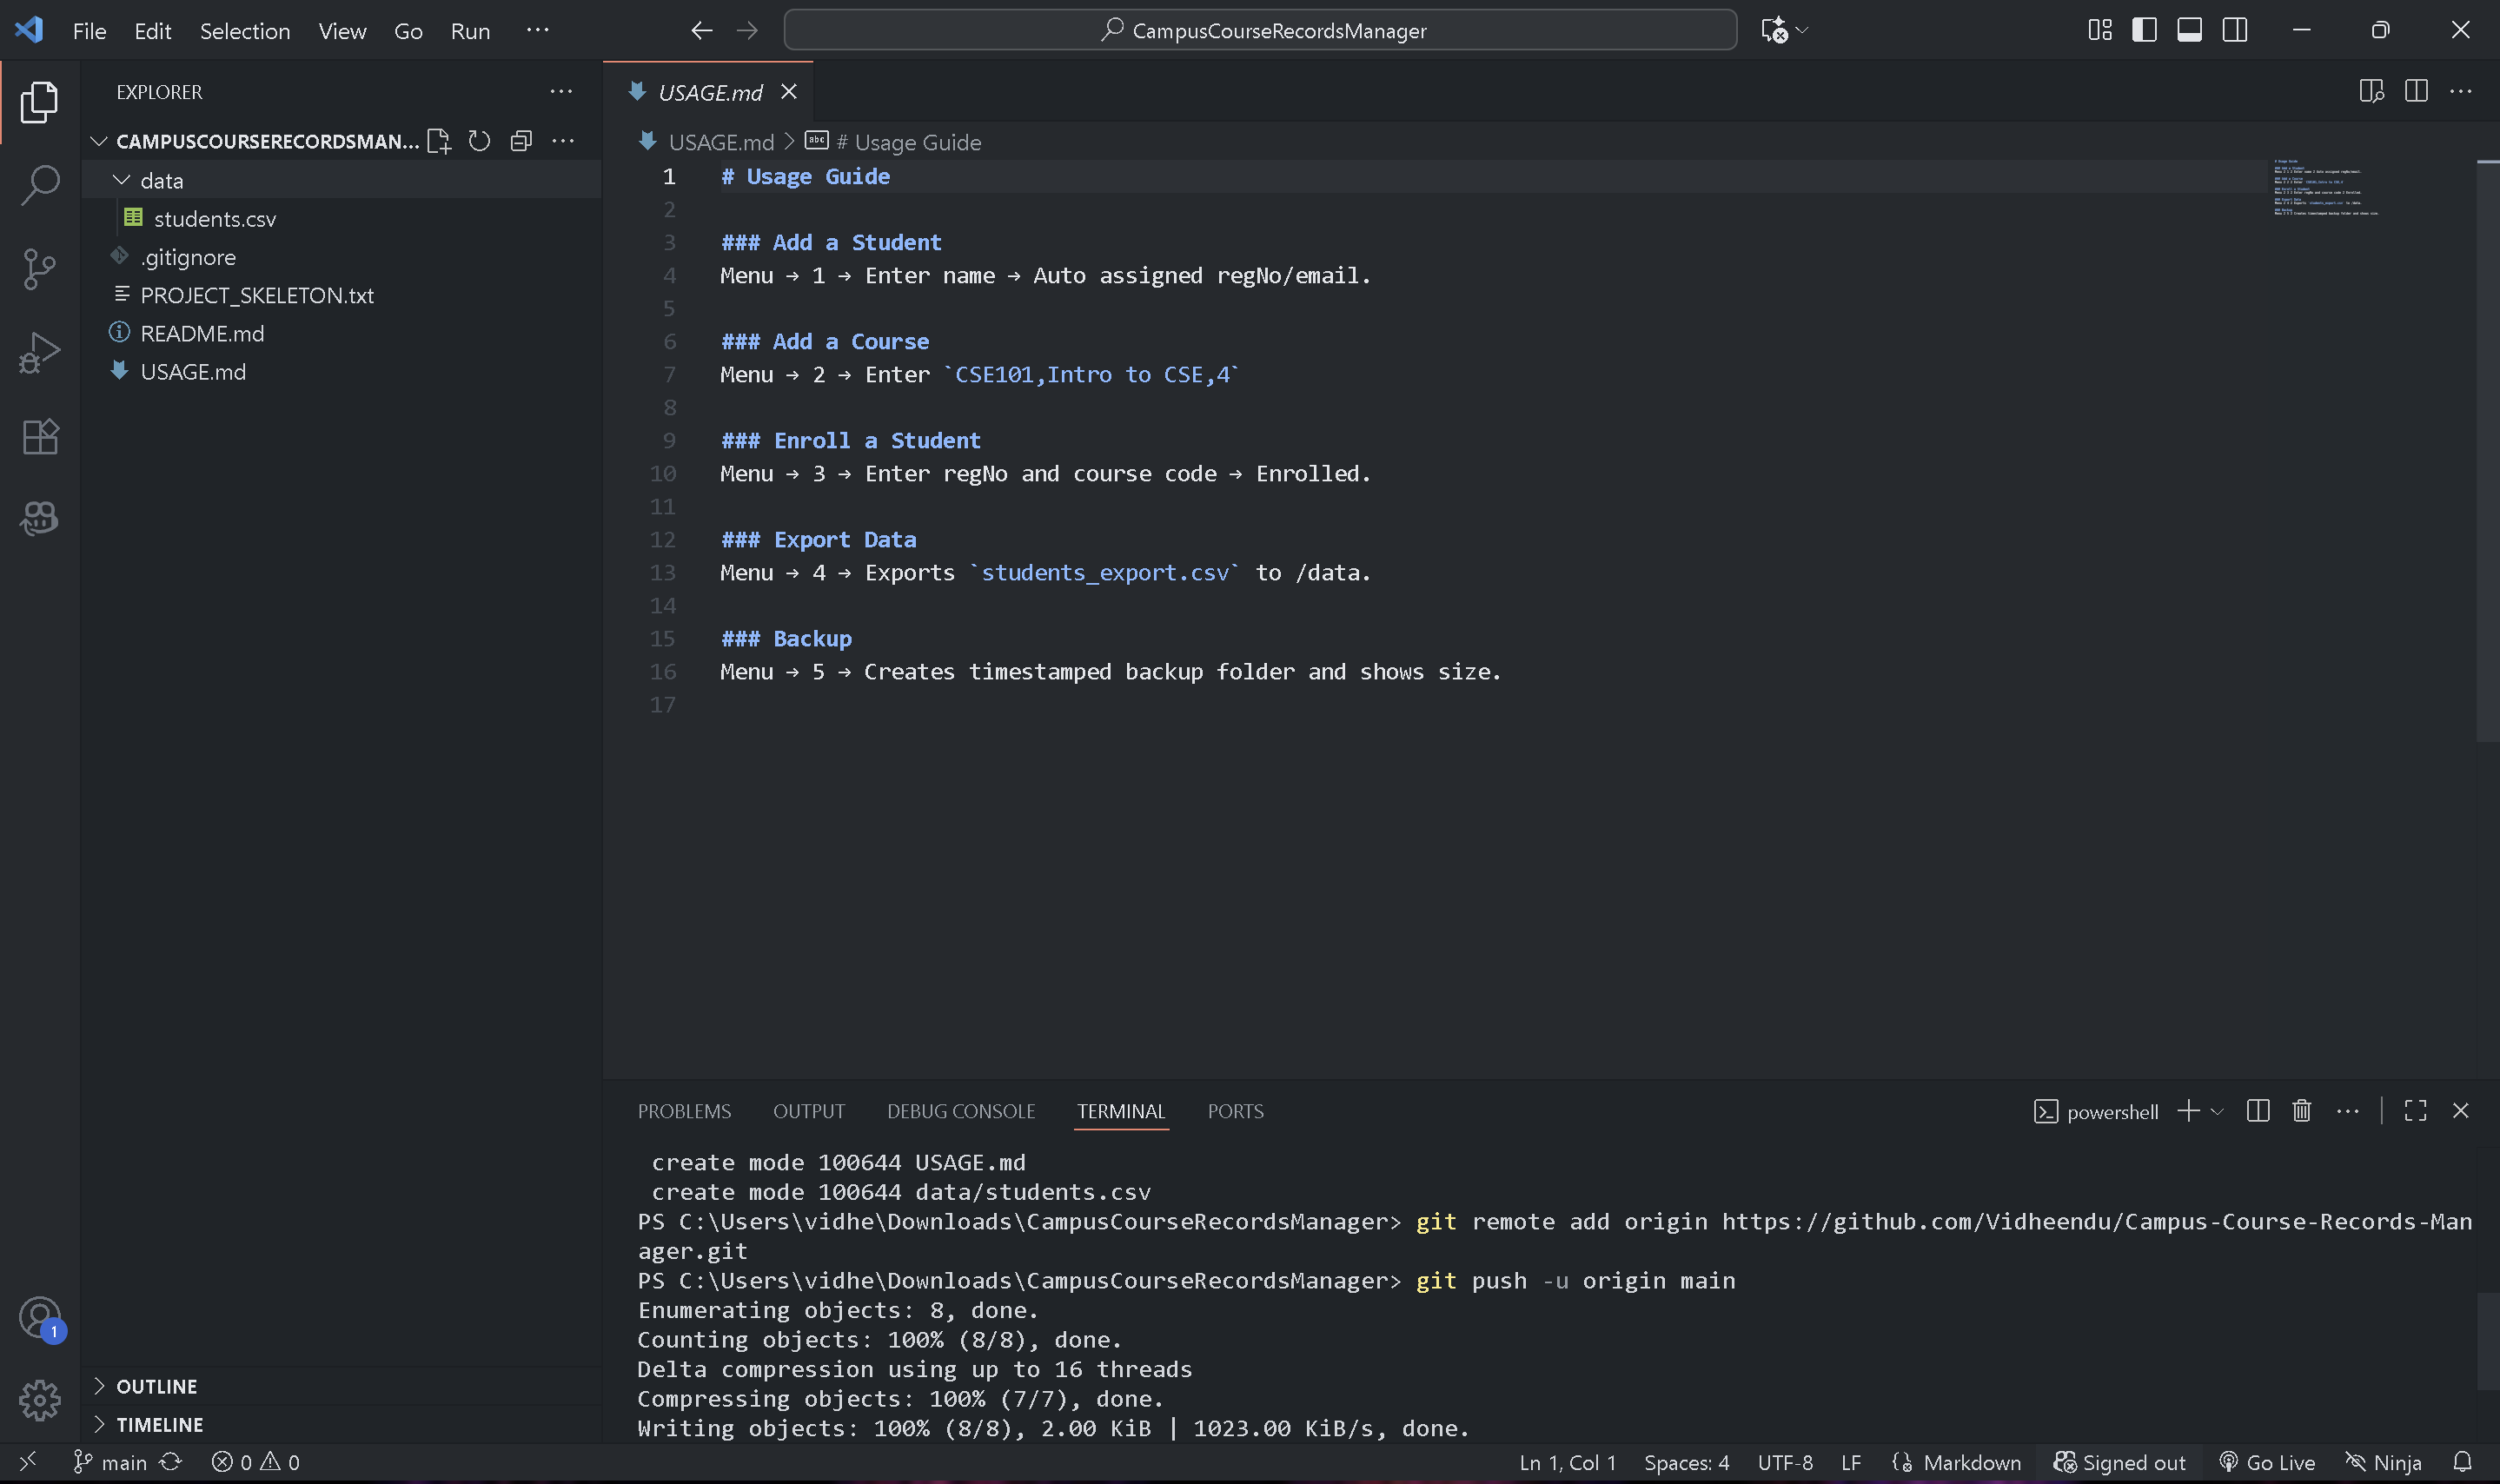 File Edit Selection View Go Run ···
CampusCourseRecordsManager
EXPLORER
CAMPUSCOURSERECORDSMAN...
data
students.csv
.gitignore
PROJECT_SKELETON.txt
README.md
USAGE.md
OUTLINE
TIMELINE
USAGE.md
USAGE.md > # Usage Guide
1 # Usage Guide
2
3 ### Add a Student
4 Menu → 1 → Enter name → Auto assigned regNo/email.
5
6 ### Add a Course
7 Menu → 2 → Enter `CSE101,Intro to CSE,4`
8
9 ### Enroll a Student
10 Menu → 3 → Enter regNo and course code → Enrolled.
11
12 ### Export Data
13 Menu → 4 → Exports `students_export.csv` to /data.
14
15 ### Backup
16 Menu → 5 → Creates timestamped backup folder and shows size.
17
PROBLEMS OUTPUT DEBUG CONSOLE TERMINAL PORTS
powershell
create mode 100644 USAGE.md
create mode 100644 data/students.csv
PS C:\Users\vidhe\Downloads\CampusCourseRecordsManager> git remote add origin https://github.com/Vidheendu/Campus-Course-Records-Man
ager.git
PS C:\Users\vidhe\Downloads\CampusCourseRecordsManager> git push -u origin main
Enumerating objects: 8, done.
Counting objects: 100% (8/8), done.
Delta compression using up to 16 threads
Compressing objects: 100% (7/7), done.
Writing objects: 100% (8/8), 2.00 KiB | 1023.00 KiB/s, done.
1
main 0 0
Ln 1, Col 1 Spaces: 4 UTF-8 LF Markdown Signed out Go Live Ninja